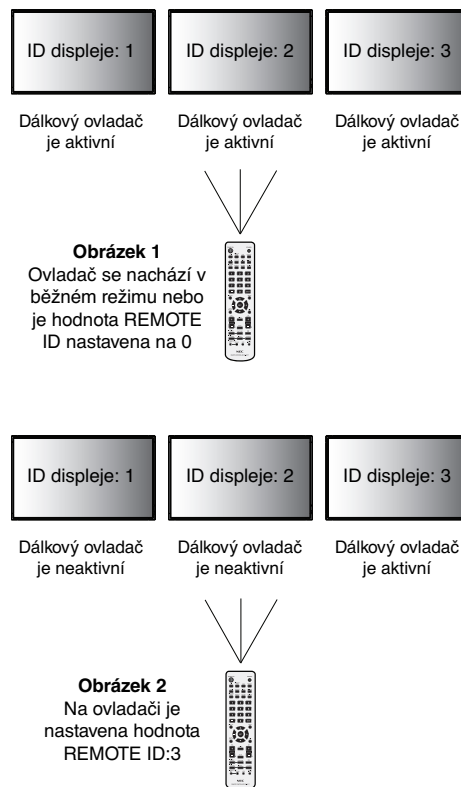 ID displeje: 1
ID displeje: 2
ID displeje: 3
Dálkový ovladač
je aktivní
Dálkový ovladač
je aktivní
Dálkový ovladač
je aktivní
Obrázek 1
Ovladač se nachází v
běžném režimu nebo
je hodnota REMOTE
ID nastavena na 0
NEC
ID displeje: 1
ID displeje: 2
ID displeje: 3
Dálkový ovladač
je neaktivní
Dálkový ovladač
je neaktivní
Dálkový ovladač
je aktivní
Obrázek 2
Na ovladači je
nastavena hodnota
REMOTE ID:3
NEC